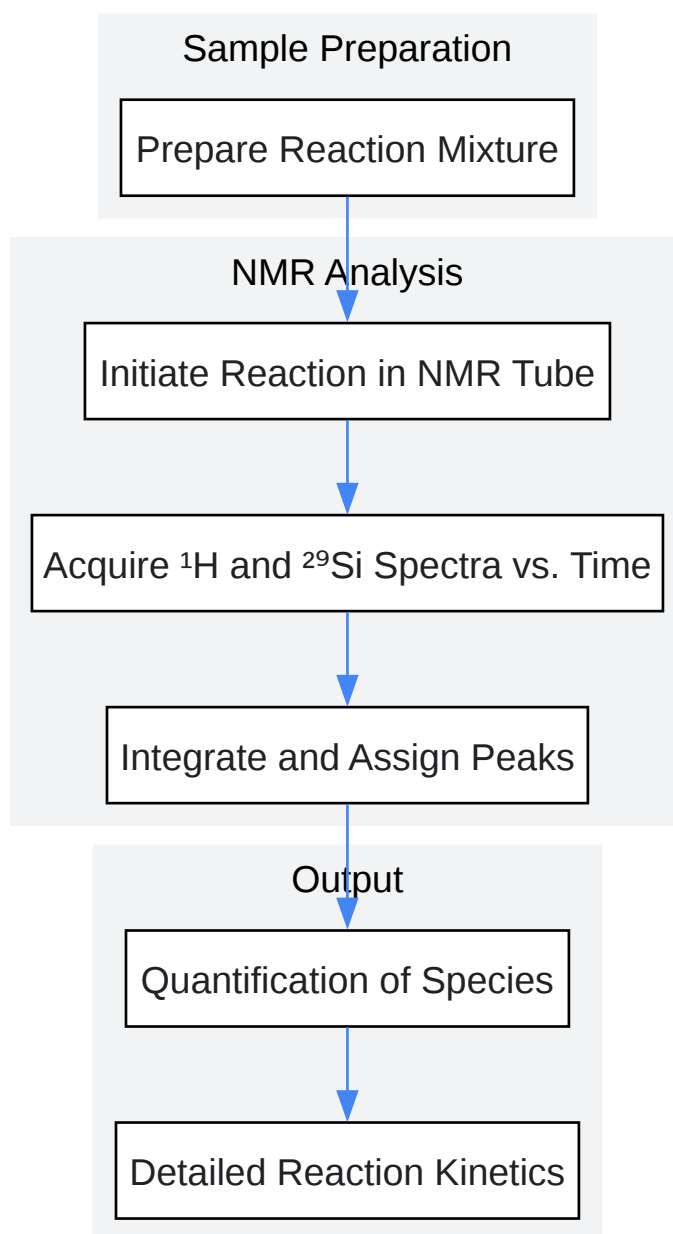 Sample Preparation
Prepare Reaction Mixture
NMR Analysis
Initiate Reaction in NMR Tube
Acquire ¹H and ²⁹Si Spectra vs. Time
Integrate and Assign Peaks
Output
Quantification of Species
Detailed Reaction Kinetics